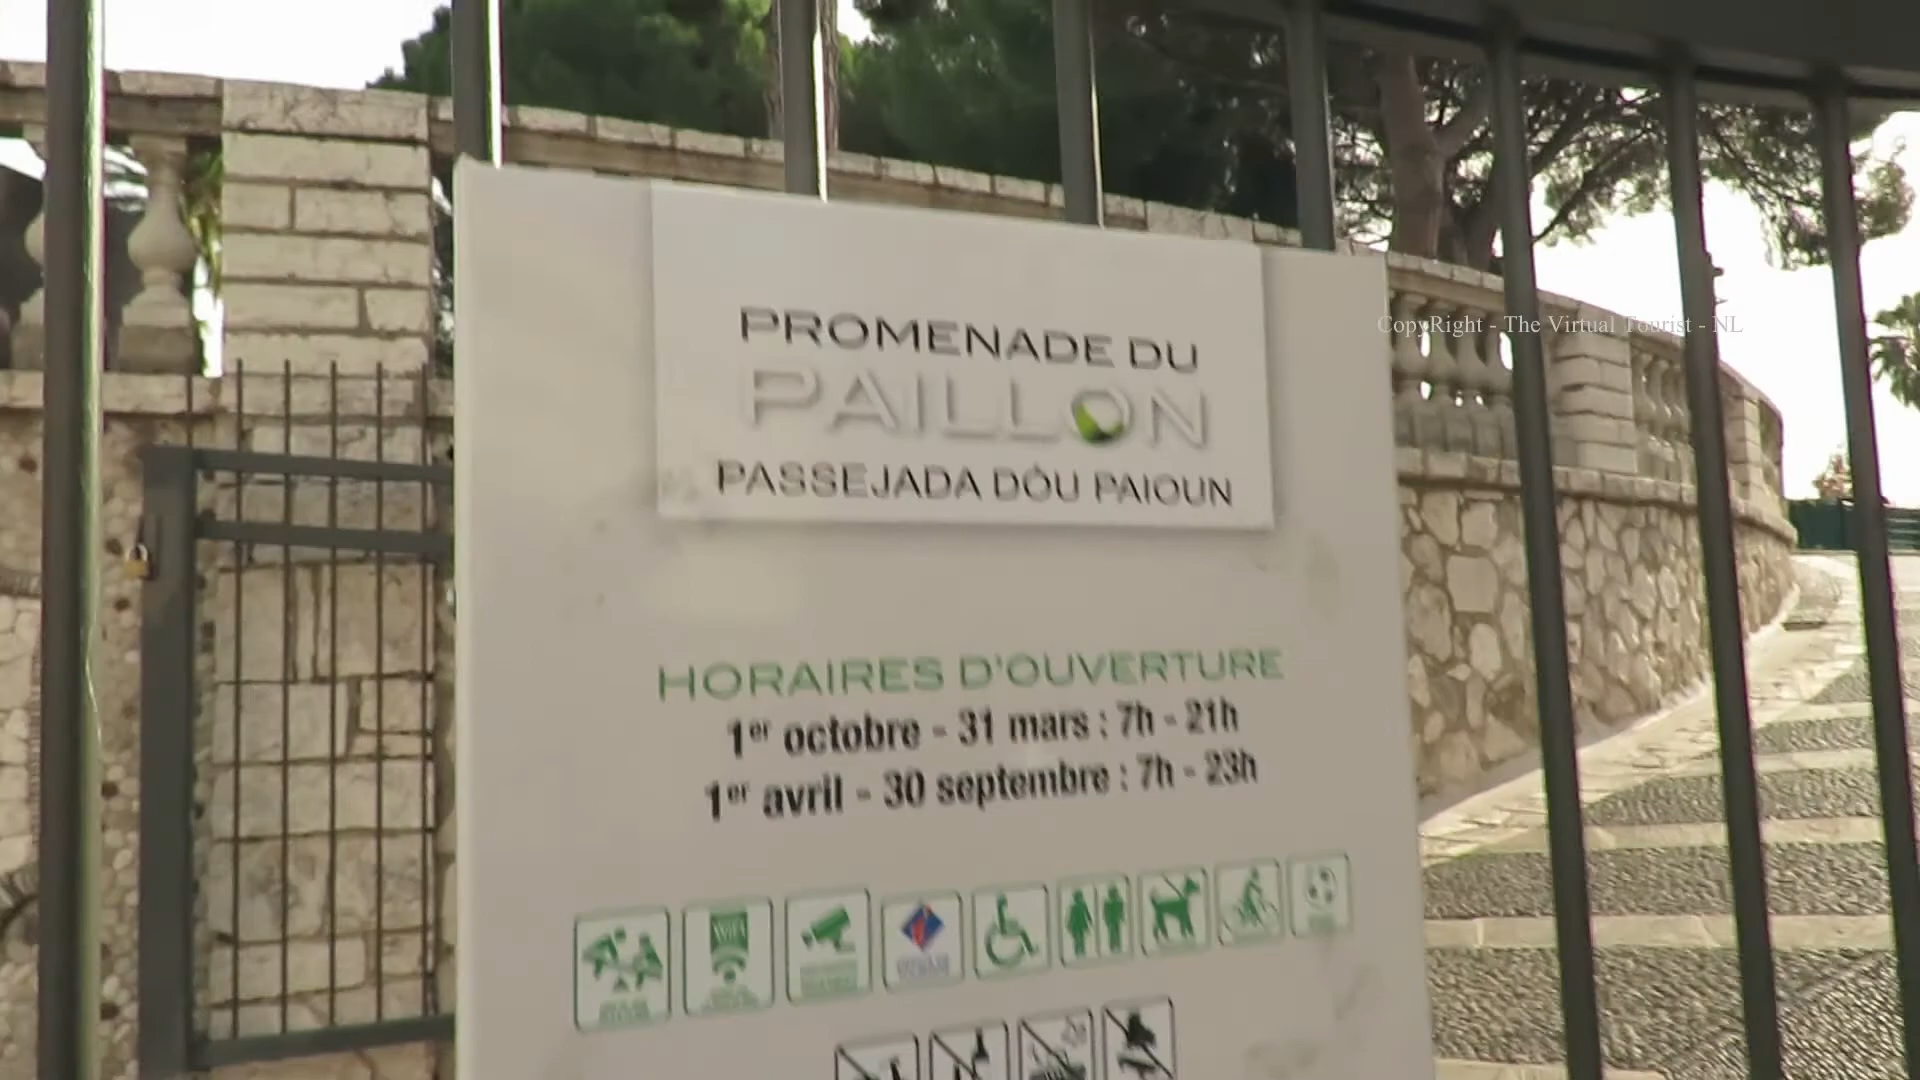 PROMENADE DU
PAILLON
PASSEJADA DÒU PAIOUN
CopyRight - The Virtual Tourist - NL
HORAIRES D'OUVERTURE
1er octobre - 31 mars : 7h - 21h
1er avril - 30 septembre : 7h - 23h